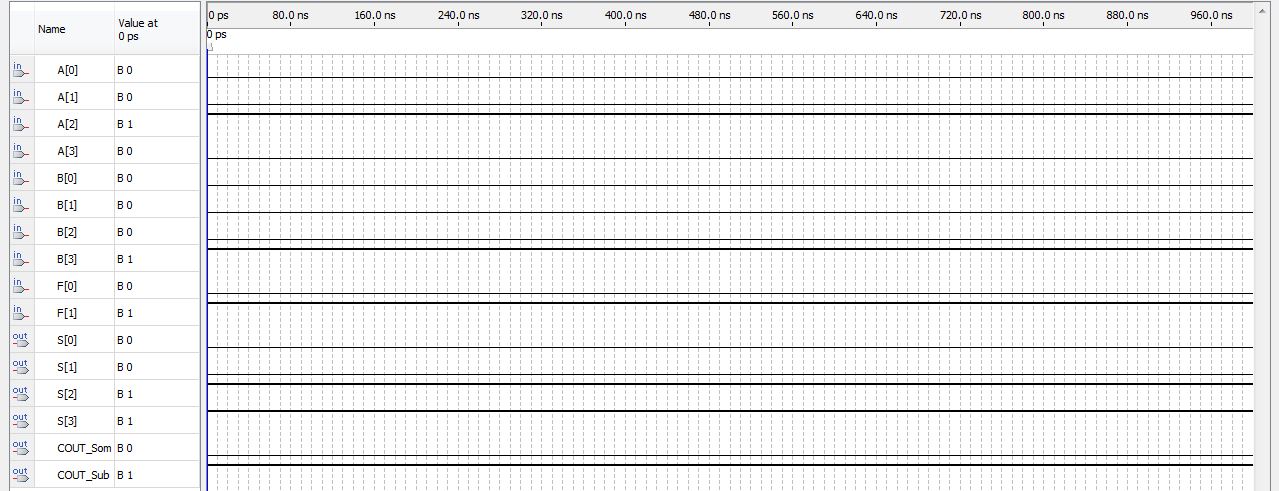 Name Value at 0 ps 0 ps 80.0 ns 160.0 ns 240.0 ns 320.0 ns 400.0 ns 480.0 ns 560.0 ns 640.0 ns 720.0 ns 800.0 ns 880.0 ns 960.0 ns
0 ps
in A[0] B 0
in A[1] B 0
in A[2] B 1
in A[3] B 0
in B[0] B 0
in B[1] B 0
in B[2] B 0
in B[3] B 1
in F[0] B 0
in F[1] B 1
out S[0] B 0
out S[1] B 0
out S[2] B 1
out S[3] B 1
out COUT_Som B 0
out COUT_Sub B 1